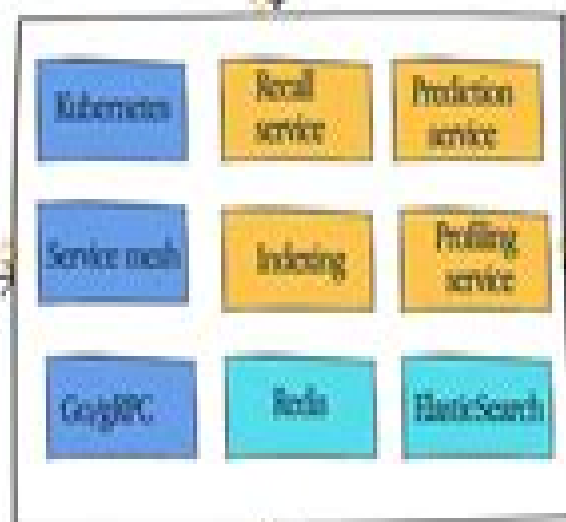 Kubernetes
Recall
service
Prediction
service
Service mesh
Indexing
Profiling
service
Go/gRPC
Redis
ElasticSearch